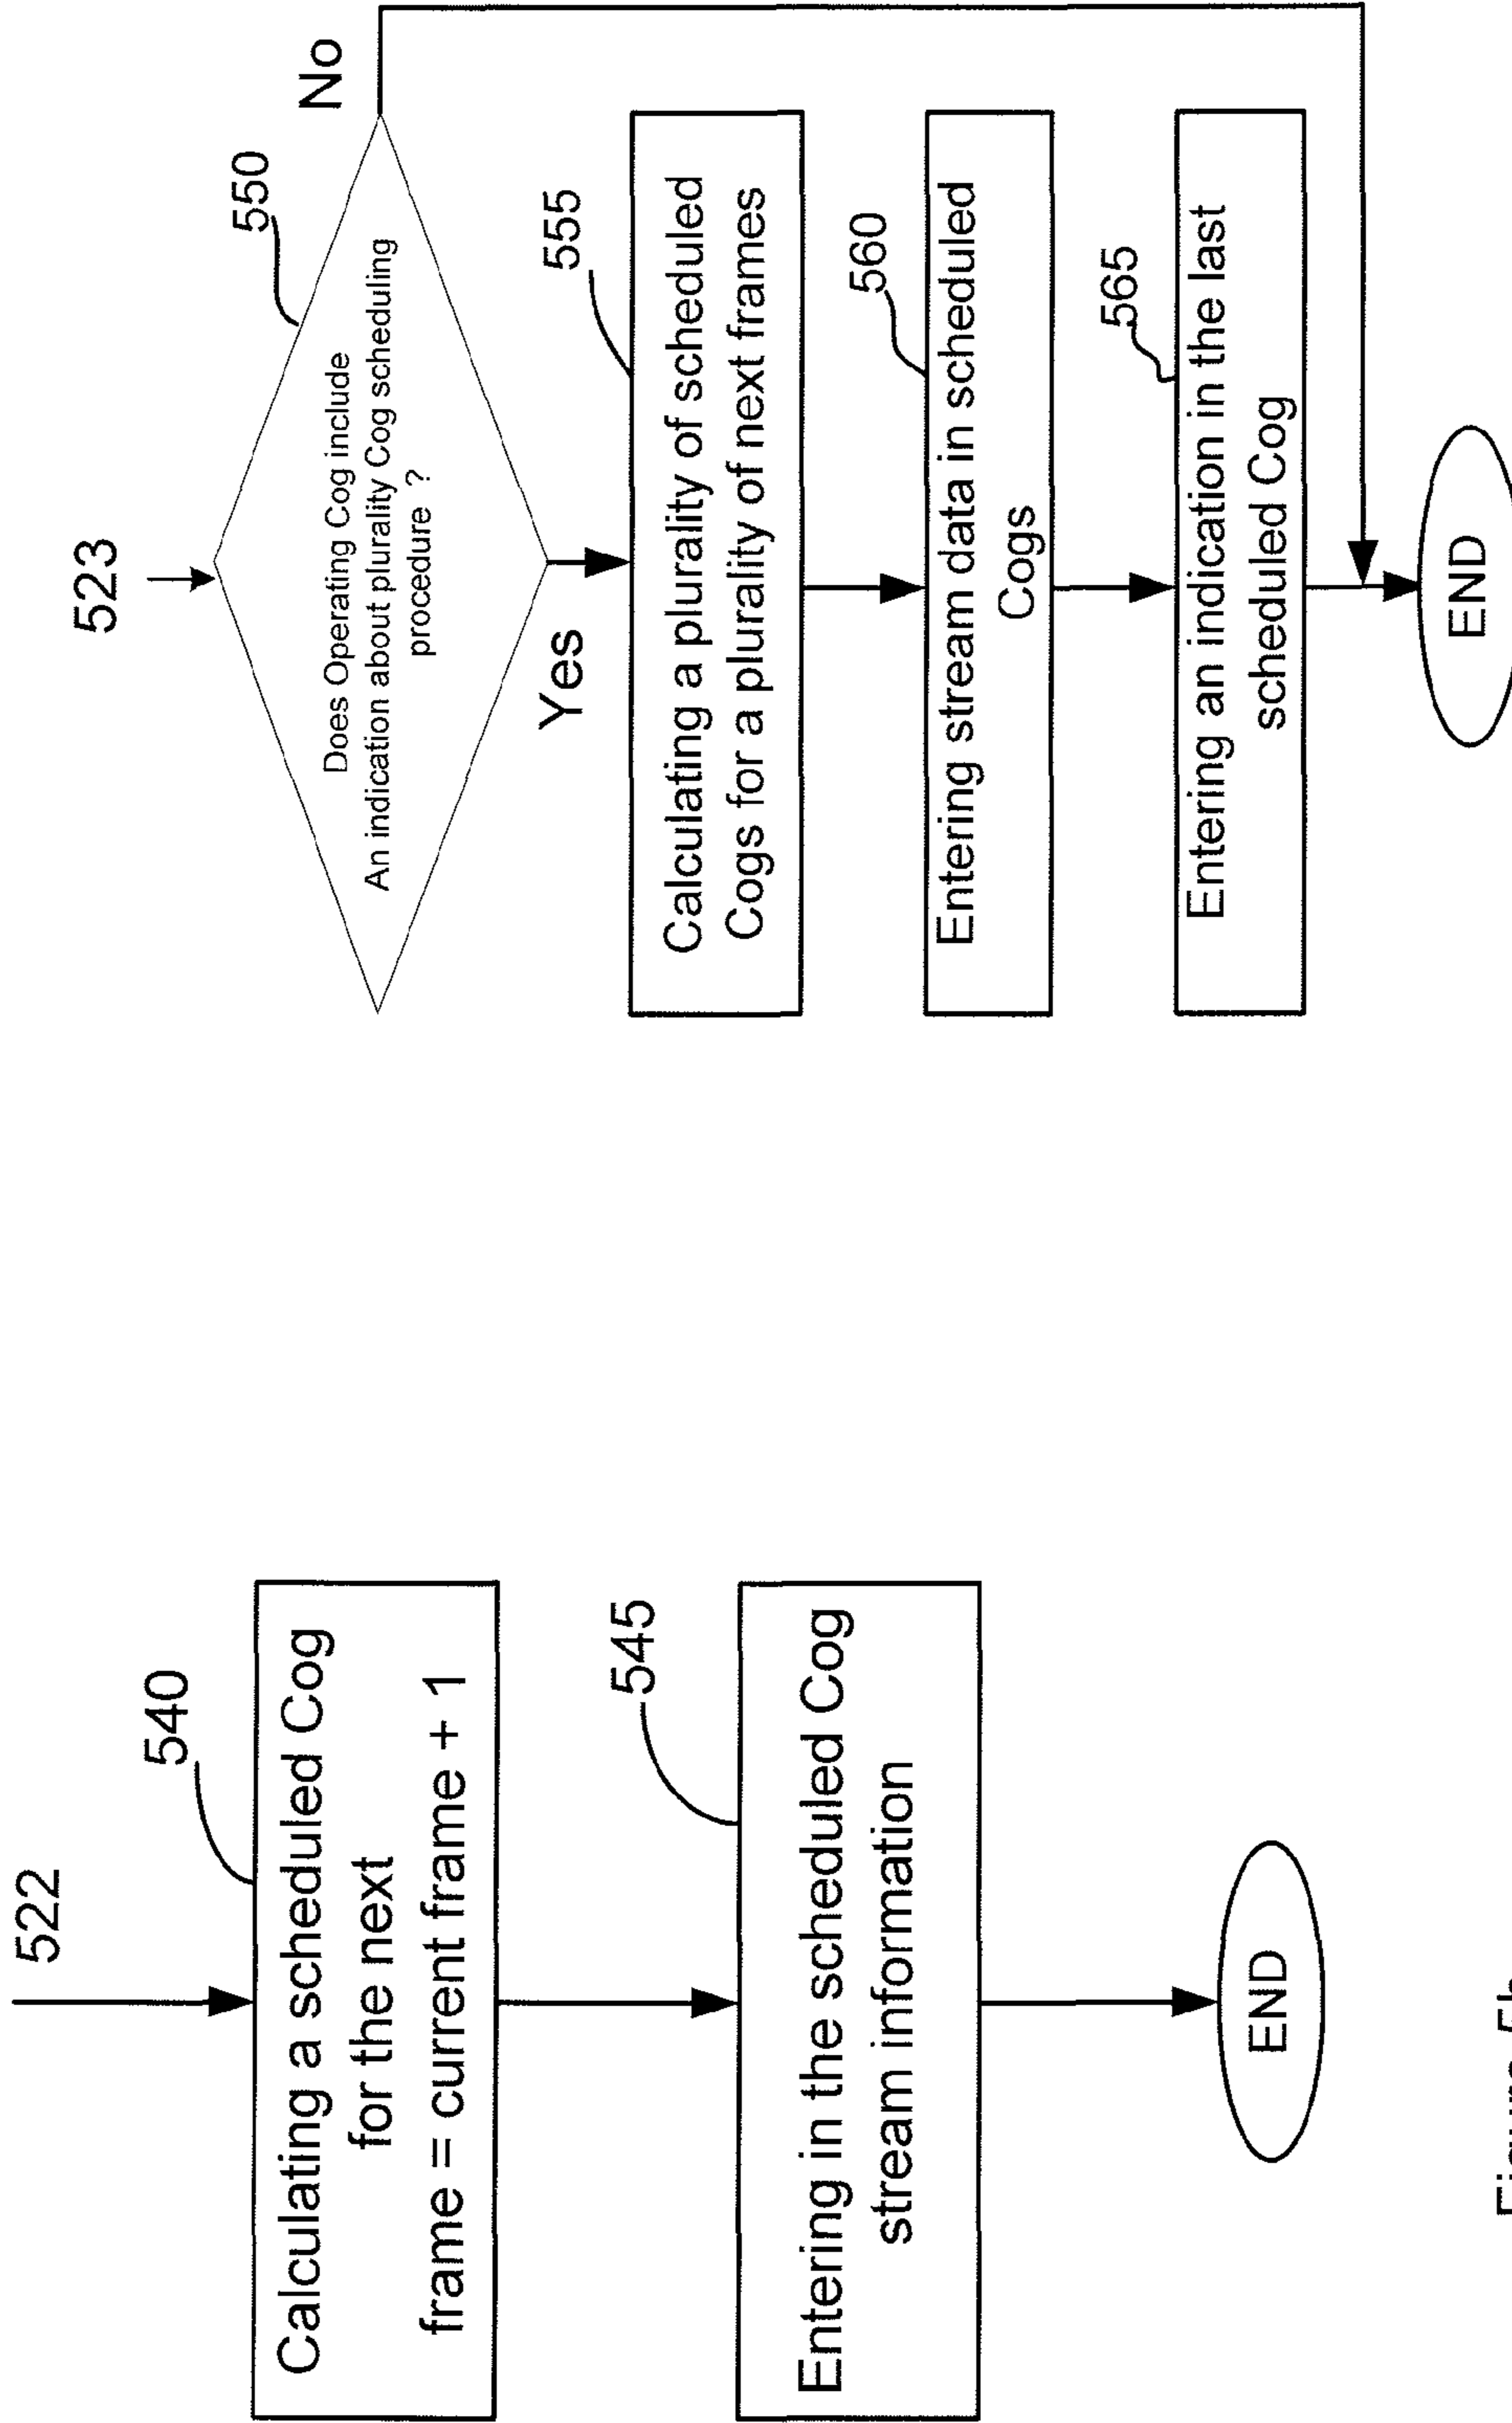 522
540
Calculating a scheduled Cog
for the next
frame = current frame + 1
545
Entering in the scheduled Cog
stream information
END
523
550
Does Operating Cog include
An indication about plurality Cog scheduling
procedure ?
No
Yes
555
Calculating a plurality of scheduled
Cogs for a plurality of next frames
560
Entering stream data in scheduled
Cogs
565
Entering an indication in the last
scheduled Cog
END